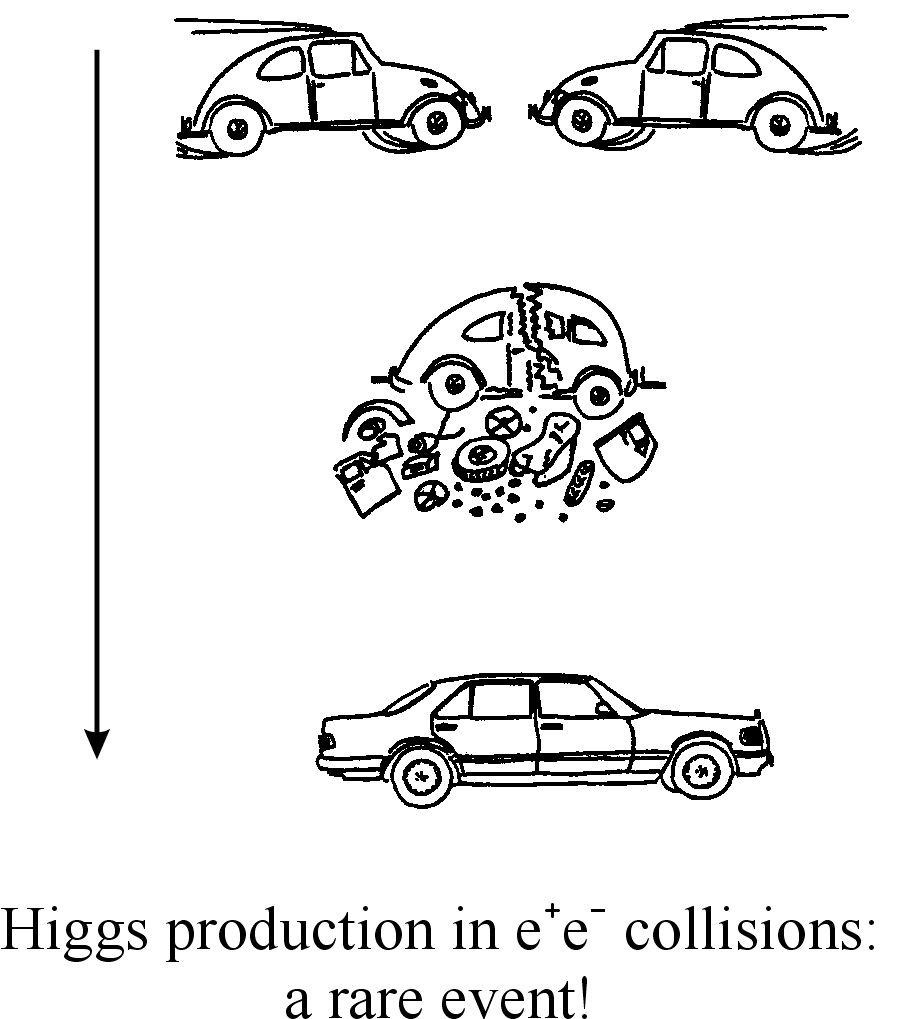 Higgs production in e⁺e⁻ collisions:
a rare event!